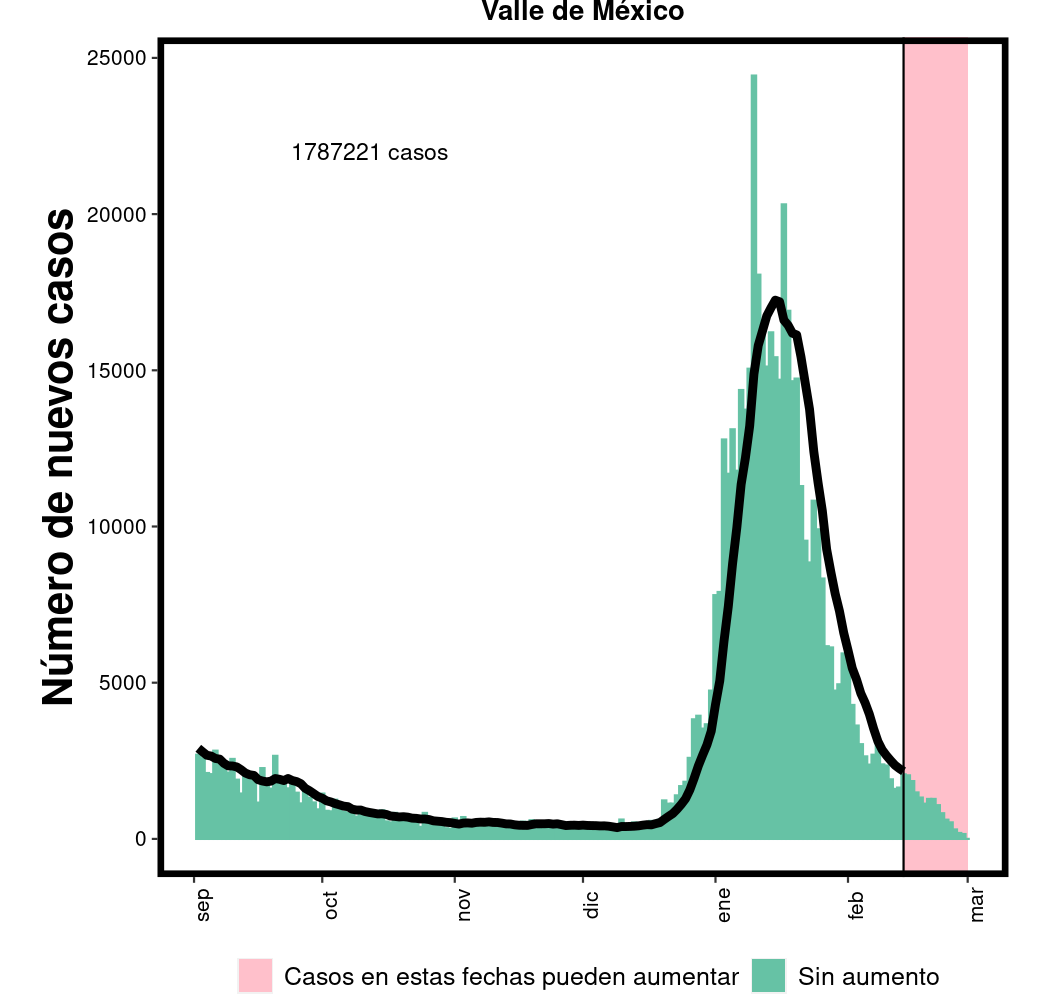 Valle de México
25000
1787221 casos
20000
15000
10000
5000
0
Número de nuevos casos
sep
oct
nov
dic
ene
feb
mar
Casos en estas fechas pueden aumentar
Sin aumento